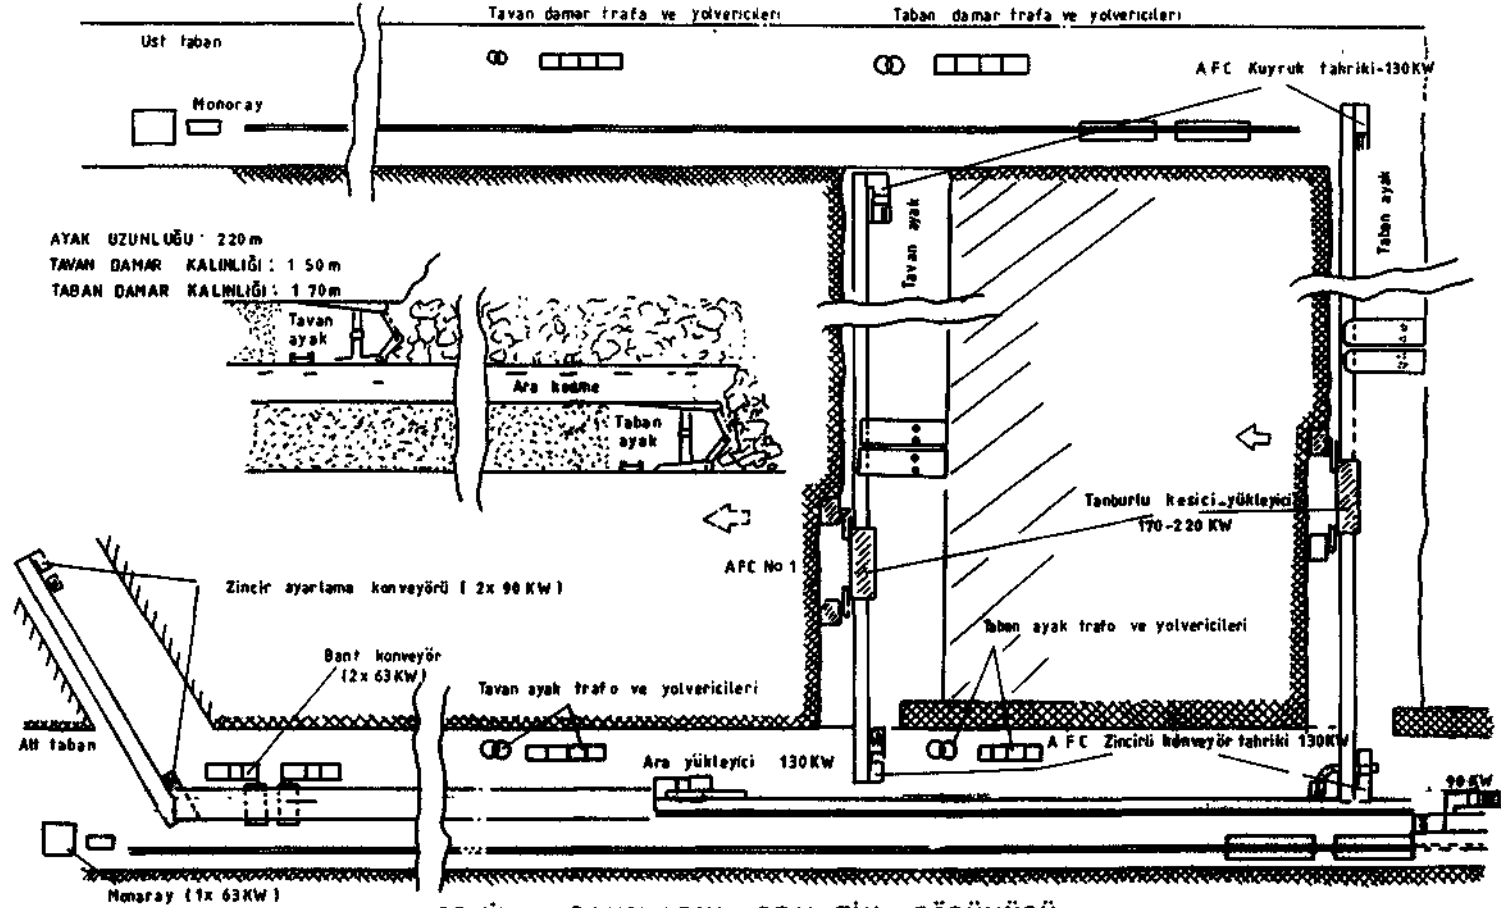 Tavan damar trafa ve yolvericileri
Taban damar trafa ve yolvericileri
Ust taban
AFC Kuyruk tahriki-130KW
Monoray
Tavan ayak
Taban ayak
AYAK UZUNLUĞU : 220m
TAVAN DAMAR KALINLIĞI : 1 50m
TABAN DAMAR KALINLIĞI : 1 70m
Tavan
ayak
Ara kesme
Taban
ayak
Tanburlu kesici-yükleyici
170-220 KW
AFC No 1
Zincir ayarlama konveyörü ( 2x 90 KW )
Taban ayak trafo ve yolvericileri
Bant konveyör
(2x 63KW)
Tavan ayak trafo ve yolvericileri
Alt taban
AFC Zincirli konveyör tahriki 130KW
Ara yükleyici 130KW
90 KW
Monaray (1x 63KW)